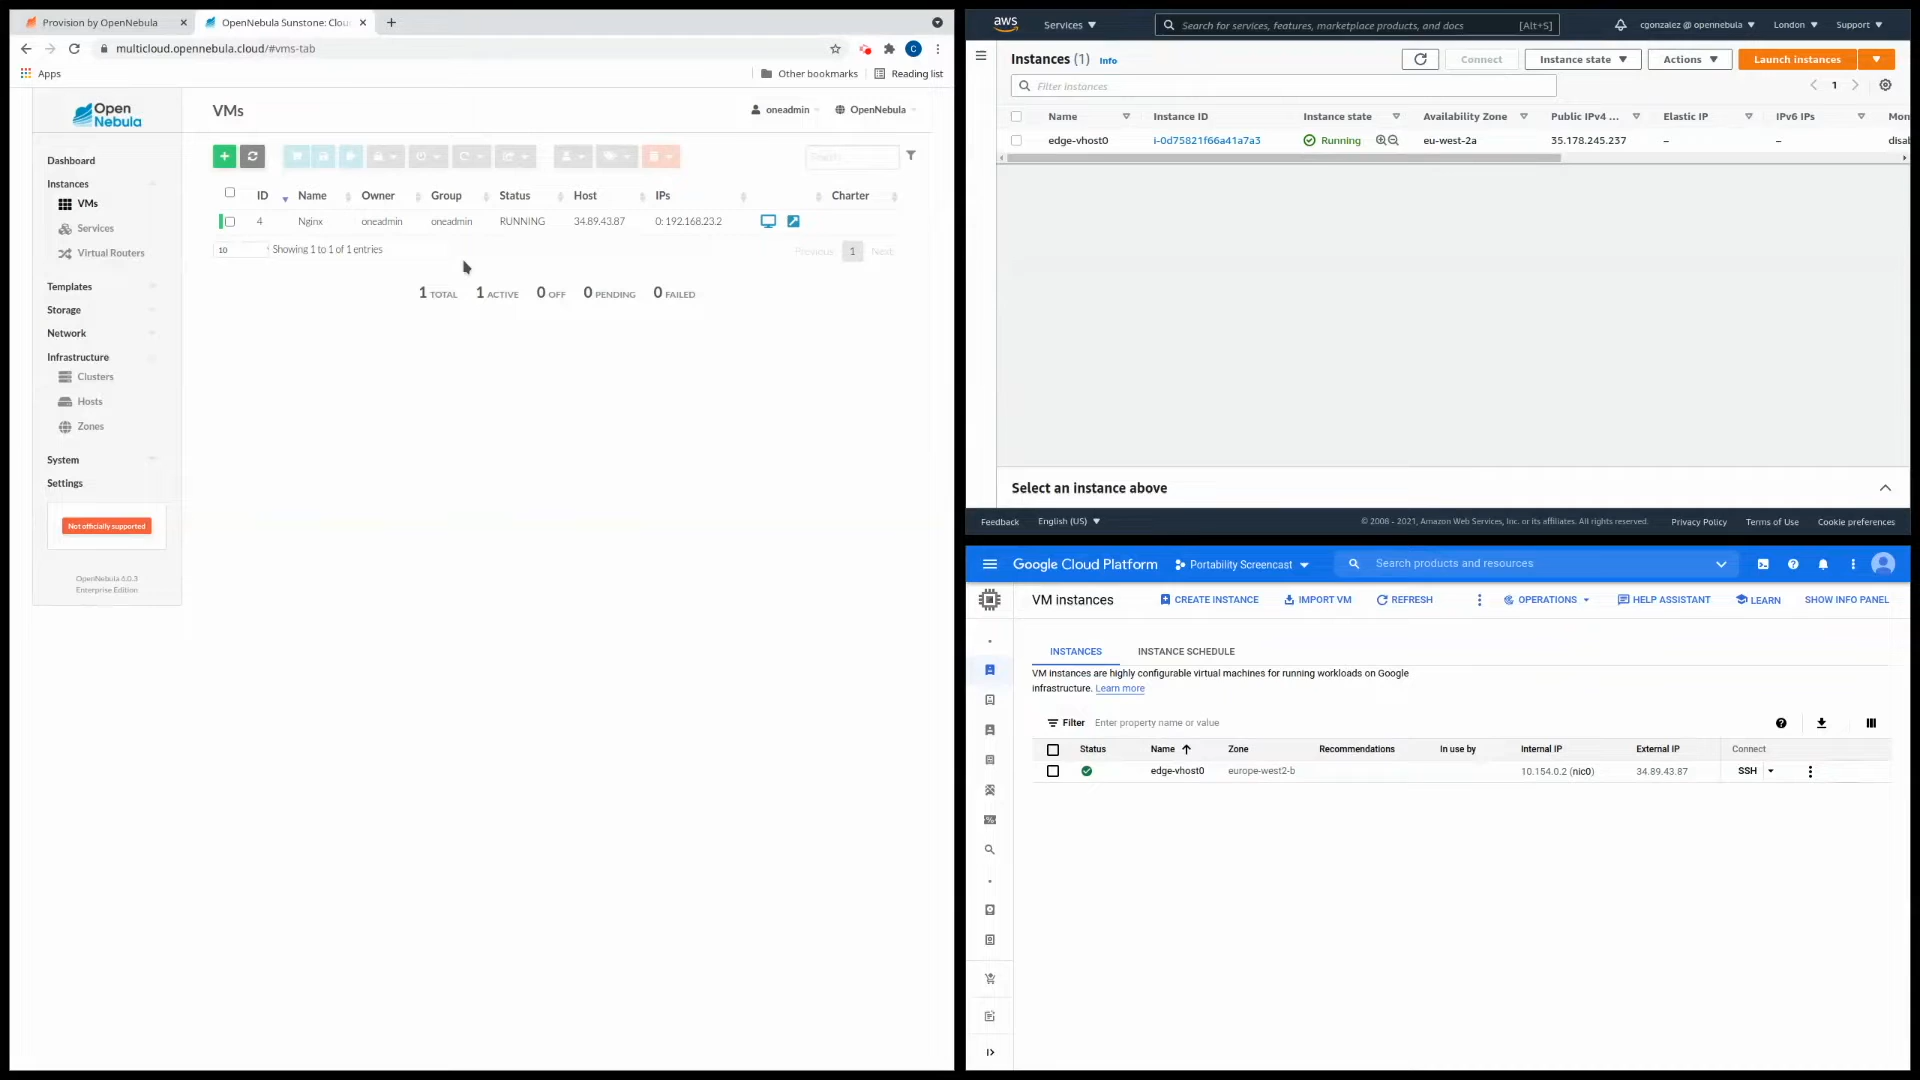 Provision by OpenNebula
OpenNebula Sunstone: Clou
multicloud.opennebula.cloud/#vms-tab
Apps
Other bookmarks
Reading list
Open Nebula
VMs
oneadmin
OpenNebula
Dashboard
Instances
VMs
Services
Virtual Routers
Templates
Storage
Network
Infrastructure
Clusters
Hosts
Zones
System
Settings
Not officially supported
OpenNebula 6.0.3
Enterprise Edition
ID Name Owner Group Status Host IPs Charter
4 Nginx oneadmin oneadmin RUNNING 34.89.43.87 0: 192.168.23.2
10 Showing 1 to 1 of 1 entries Previous 1 Next
1 TOTAL 1 ACTIVE 0 OFF 0 PENDING 0 FAILED
aws Services Search for services, features, marketplace products, and docs [Alt+S] cgonzalez @ opennebula London Support
Instances (1) Info Connect Instance state Actions Launch instances
Filter instances 1
Name Instance ID Instance state Availability Zone Public IPv4 ... Elastic IP IPv6 IPs Mon
edge-vhost0 i-0d75821f66a41a7a3 Running eu-west-2a 35.178.245.237 – – disal
Select an instance above
Feedback English (US) © 2008 - 2021, Amazon Web Services, Inc. or its affiliates. All rights reserved. Privacy Policy Terms of Use Cookie preferences
Google Cloud Platform Portability Screencast Search products and resources
VM instances CREATE INSTANCE IMPORT VM REFRESH OPERATIONS HELP ASSISTANT LEARN SHOW INFO PANEL
INSTANCES INSTANCE SCHEDULE
VM instances are highly configurable virtual machines for running workloads on Google
infrastructure. Learn more
Filter Enter property name or value
Status Name Zone Recommendations In use by Internal IP External IP Connect
edge-vhost0 europe-west2-b 10.154.0.2 (nic0) 34.89.43.87 SSH